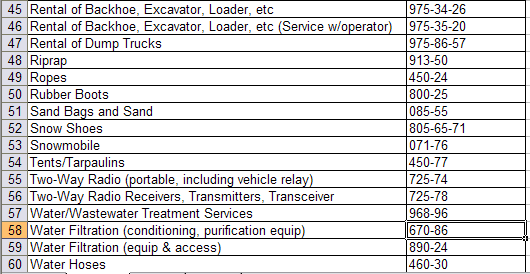 45 Rental of Backhoe, Excavator, Loader, etc 975-34-26
46 Rental of Backhoe, Excavator, Loader, etc (Service w/operator) 975-35-20
47 Rental of Dump Trucks 975-86-57
48 Riprap 913-50
49 Ropes 450-24
50 Rubber Boots 800-25
51 Sand Bags and Sand 085-55
52 Snow Shoes 805-65-71
53 Snowmobile 071-76
54 Tents/Tarpaulins 450-77
55 Two-Way Radio (portable, including vehicle relay) 725-74
56 Two-Way Radio Receivers, Transmitters, Transceiver 725-78
57 Water/Wastewater Treatment Services 968-96
58 Water Filtration (conditioning, purification equip) 670-86
59 Water Filtration (equip & access) 890-24
60 Water Hoses 460-30